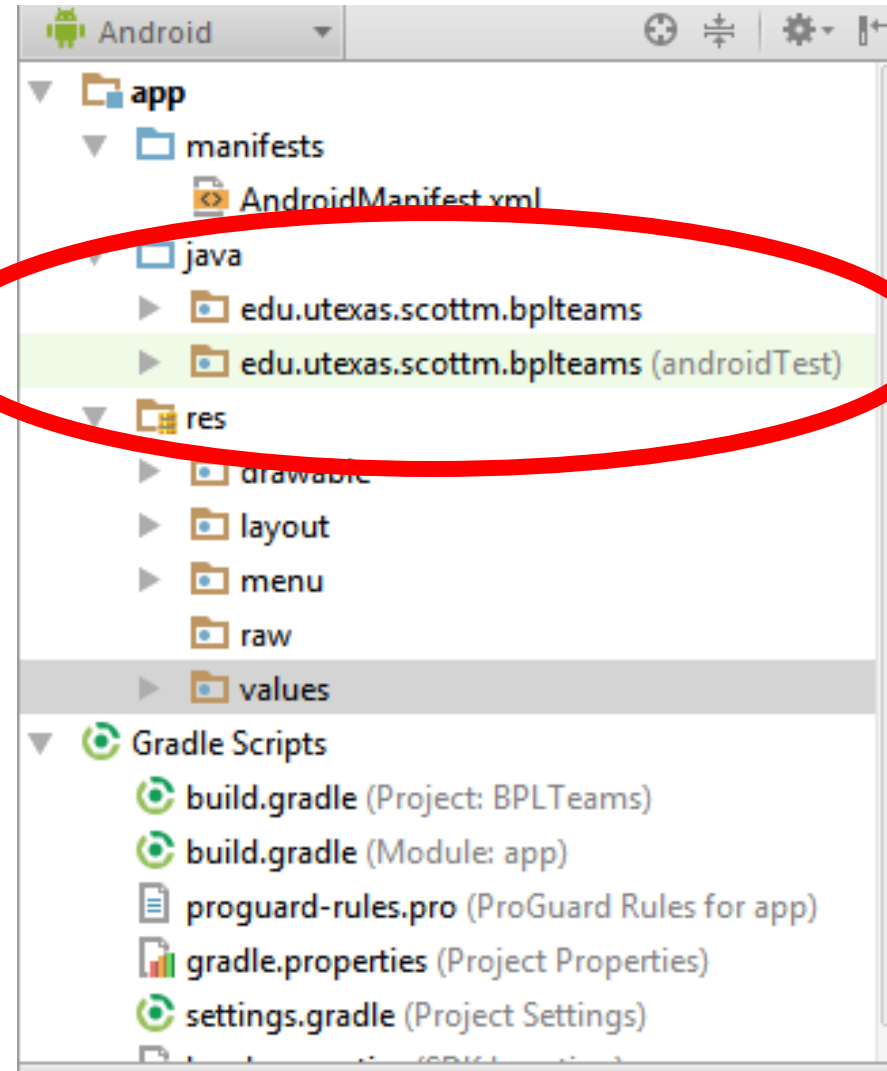 Android
app
manifests
AndroidManifest.xml
java
edu.utexas.scottm.bplteams
edu.utexas.scottm.bplteams (androidTest)
res
drawable
layout
menu
raw
values
Gradle Scripts
build.gradle (Project: BPLTeams)
build.gradle (Module: app)
proguard-rules.pro (ProGuard Rules for app)
gradle.properties (Project Properties)
settings.gradle (Project Settings)